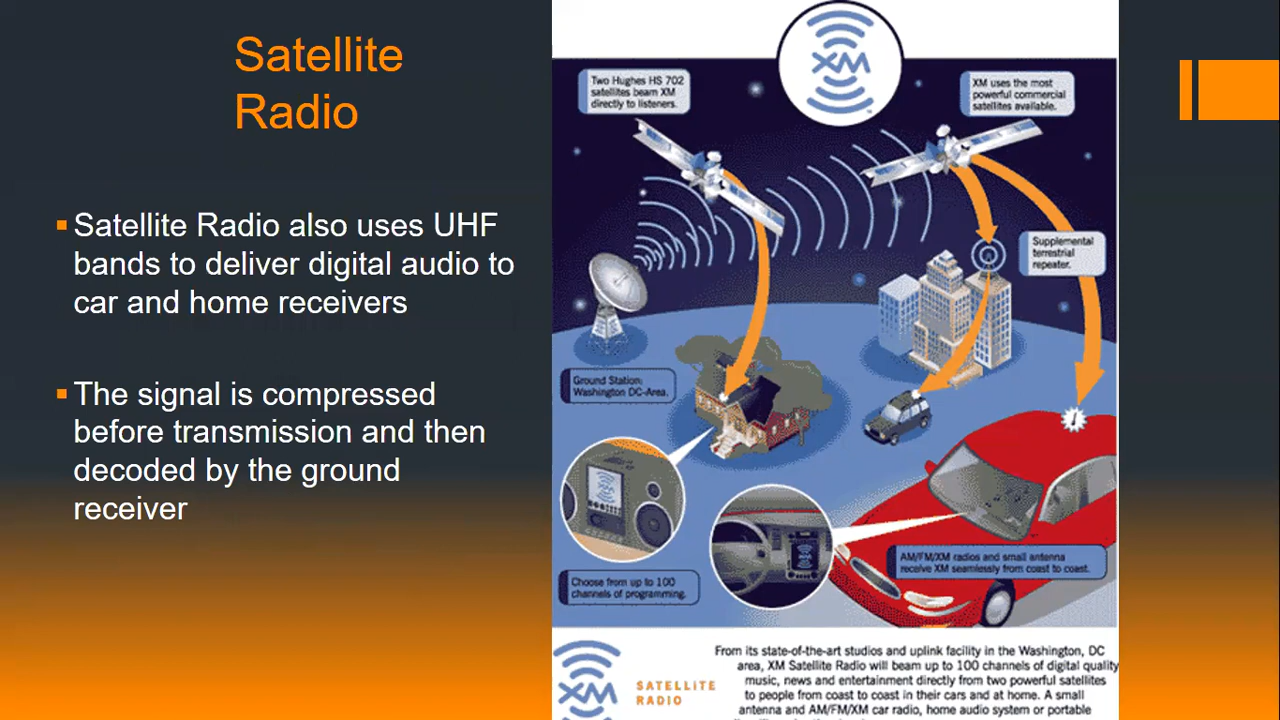 Satellite
Radio
Satellite Radio also uses UHF
bands to deliver digital audio to
car and home receivers
The signal is compressed
before transmission and then
decoded by the ground
receiver
XM
Two Hughes HS 702
satellites beam XM
directly to listeners.
XM uses the most
powerful commercial
satellites available.
Supplemental
terrestrial
repeater.
Ground Station:
Washington DC-Area.
AM/FM/XM radios and small antenna
receive XM seamlessly from coast to coast.
Choose from up to 100
channels of programming.
XM
SATELLITE
RADIO
From its state-of-the-art studios and uplink facility in the Washington, DC
area, XM Satellite Radio will beam up to 100 channels of digital quality
music, news and entertainment directly from two powerful satellites
to people from coast to coast in their cars and at home. A small
antenna and AM/FM/XM car radio, home audio system or portable